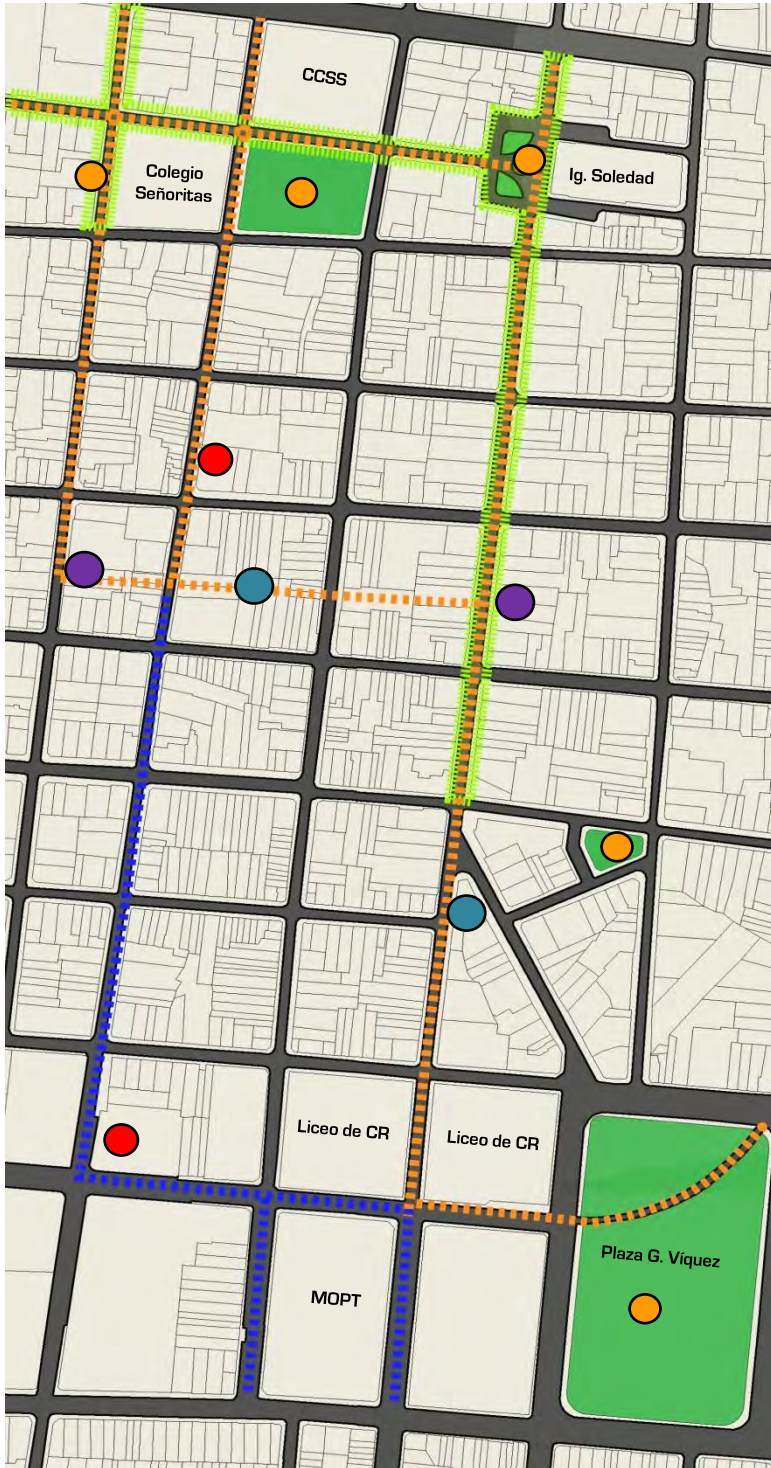 CCSS
Colegio
Señoritas
Ig. Soledad
Liceo de CR
Liceo de CR
Plaza G. Víquez
MOPT